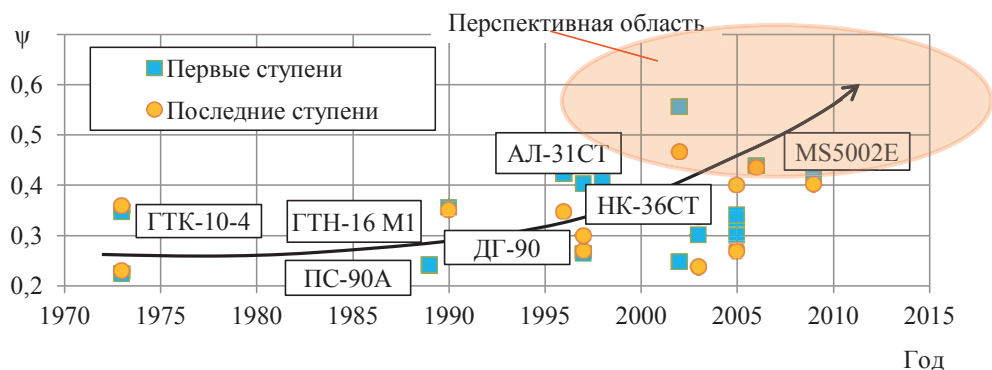 Перспективная область
ψ
Первые ступени
0,6
Последние ступени
0,5
АЛ-31СТ
MS5002E
0,4
ГТК-10-4
ГТН-16 М1
НК-36СТ
0,3
ДГ-90
ПС-90А
0,2
1970 1975 1980 1985 1990 1995 2000 2005 2010 2015
Год